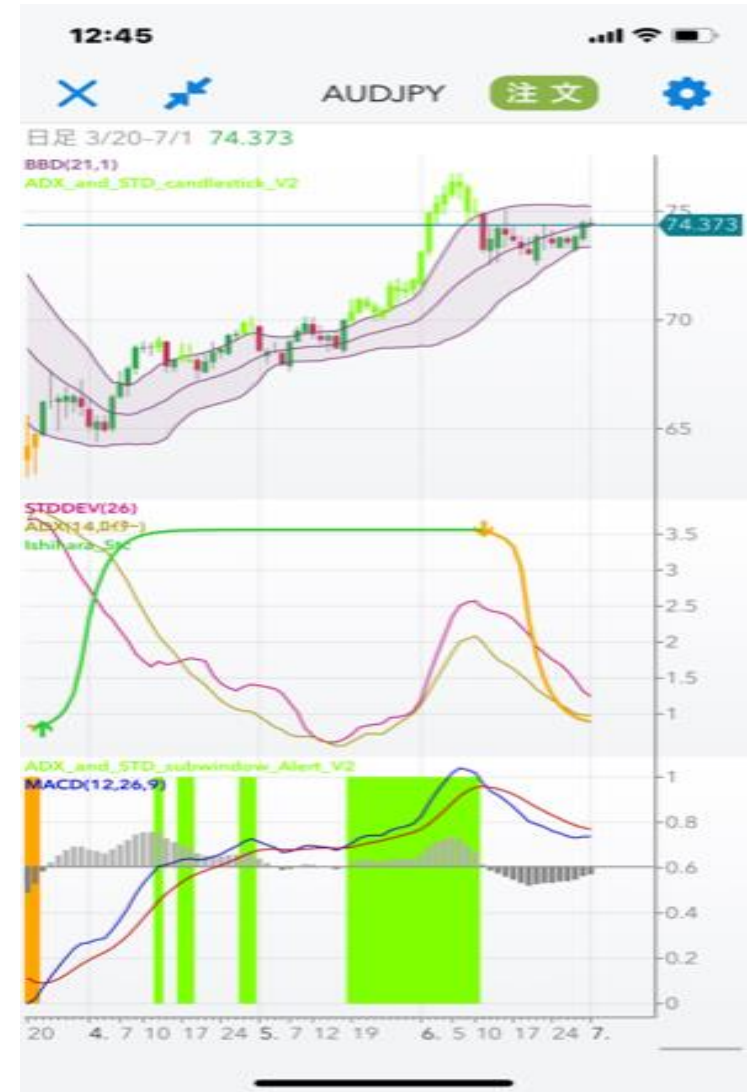 12:45
AUDJPY 注文
日足 3/20-7/1 74.373
BBD(21,1)
ADX_and_STD_candlestick_V2
75
74.373
70
65
STDDEV(26)
Ishihara_Stc
3.5
3
2.5
2
1.5
1
ADX_and_STD_subwindow_Alert_V2
MACD(12,26,9)
1
0.8
0.6
0.4
0.2
0
20 4. 7 10 17 24 5. 7 12 19 6. 5 10 17 24 7.